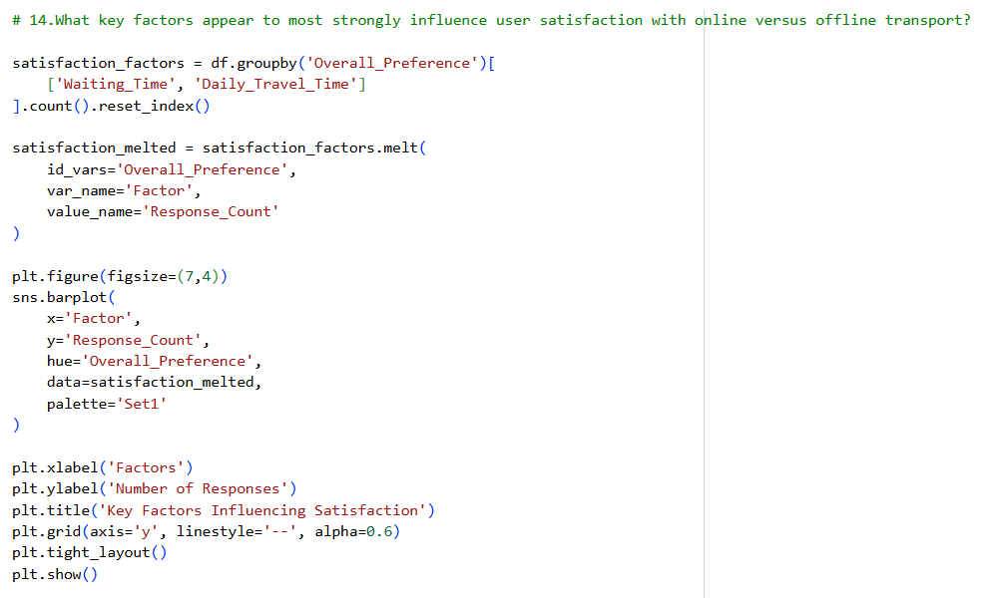 # 14.What key factors appear to most strongly influence user satisfaction with online versus offline transport?
satisfaction_factors = df.groupby('Overall_Preference')[
    ['Waiting_Time', 'Daily_Travel_Time']
].count().reset_index()
satisfaction_melted = satisfaction_factors.melt(
    id_vars='Overall_Preference',
    var_name='Factor',
    value_name='Response_Count'
)
plt.figure(figsize=(7,4))
sns.barplot(
    x='Factor',
    y='Response_Count',
    hue='Overall_Preference',
    data=satisfaction_melted,
    palette='Set1'
)
plt.xlabel('Factors')
plt.ylabel('Number of Responses')
plt.title('Key Factors Influencing Satisfaction')
plt.grid(axis='y', linestyle='--', alpha=0.6)
plt.tight_layout()
plt.show()